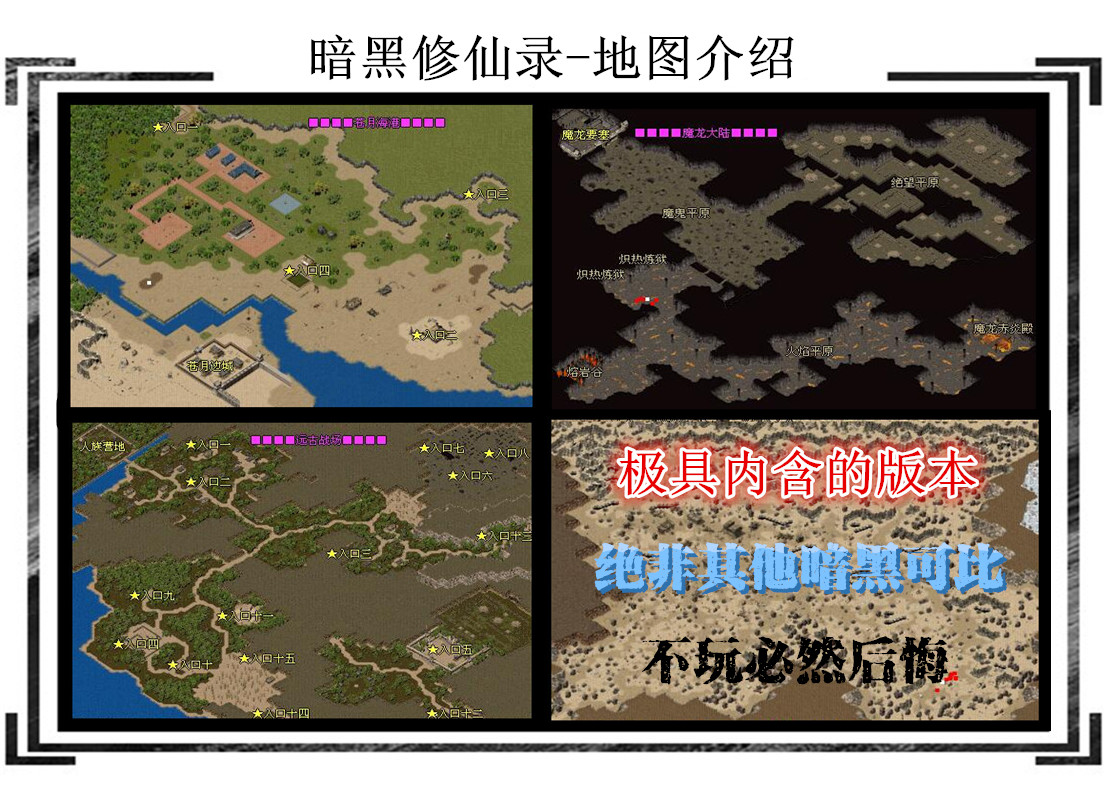 暗黑修仙录-地图介绍
■■■■苍月海港■■■■
★入口一
★入口三
★入口四
★入口二
苍月边城
■■■■魔龙大陆■■■■
魔龙要塞
绝望平原
魔鬼平原
炽热炼狱
炽热炼狱
魔龙赤炎殿
火焰平原
熔岩谷
■■■■远古战场■■■■
人族营地
★入口一
★入口七
★入口八
★入口二
★入口六
★入口十三
★入口三
★入口九
★入口十一
★入口四
★入口五
★入口十
★入口十五
★入口十四
★入口十二
极具内含的版本
绝非其他暗黑可比
不玩必然后悔